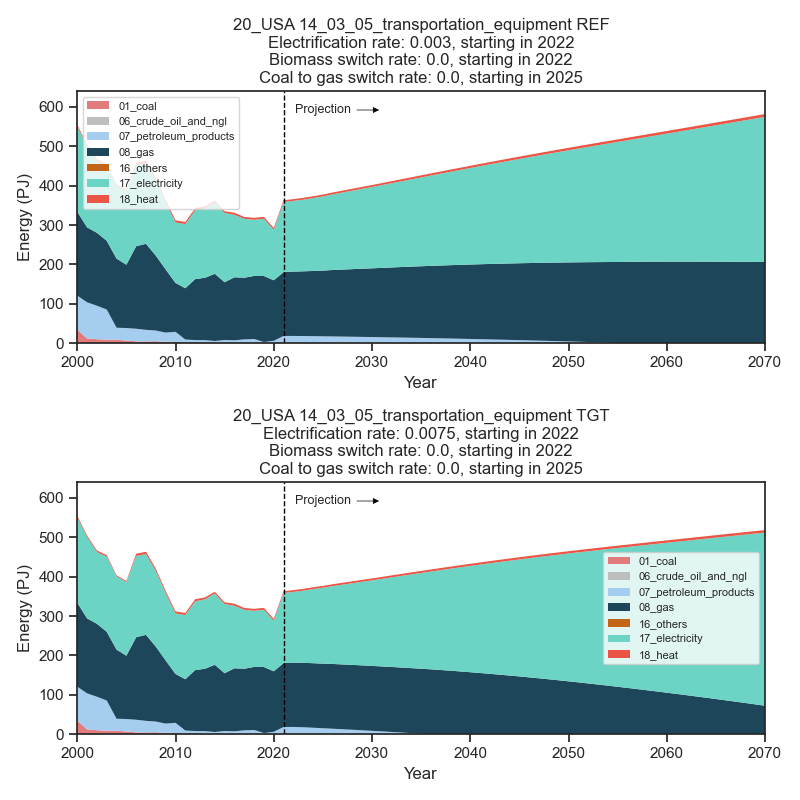 20_USA 14_03_05_transportation_equipment REF
Electrification rate: 0.003, starting in 2022
Biomass switch rate: 0.0, starting in 2022
Coal to gas switch rate: 0.0, starting in 2025
600
500
400
300
200
100
0
Energy (PJ)
01_coal
06_crude_oil_and_ngl
07_petroleum_products
08_gas
16_others
17_electricity
18_heat
Projection
2000 2010 2020 2030 2040 2050 2060 2070
Year
20_USA 14_03_05_transportation_equipment TGT
Electrification rate: 0.0075, starting in 2022
Biomass switch rate: 0.0, starting in 2022
Coal to gas switch rate: 0.0, starting in 2025
600
500
400
300
200
100
0
Energy (PJ)
Projection
01_coal
06_crude_oil_and_ngl
07_petroleum_products
08_gas
16_others
17_electricity
18_heat
2000 2010 2020 2030 2040 2050 2060 2070
Year